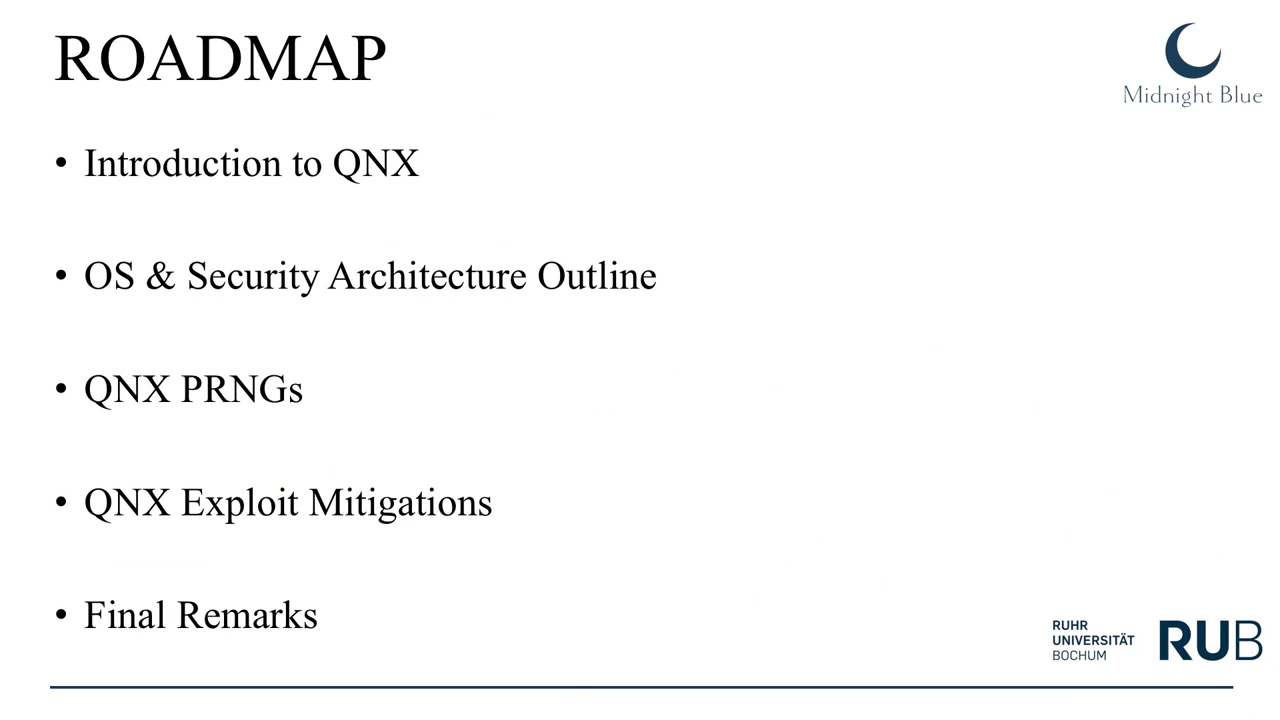 ROADMAP
Midnight Blue
• Introduction to QNX
• OS & Security Architecture Outline
• QNX PRNGs
• QNX Exploit Mitigations
• Final Remarks
RUHR
UNIVERSITÄT
BOCHUM
RUB